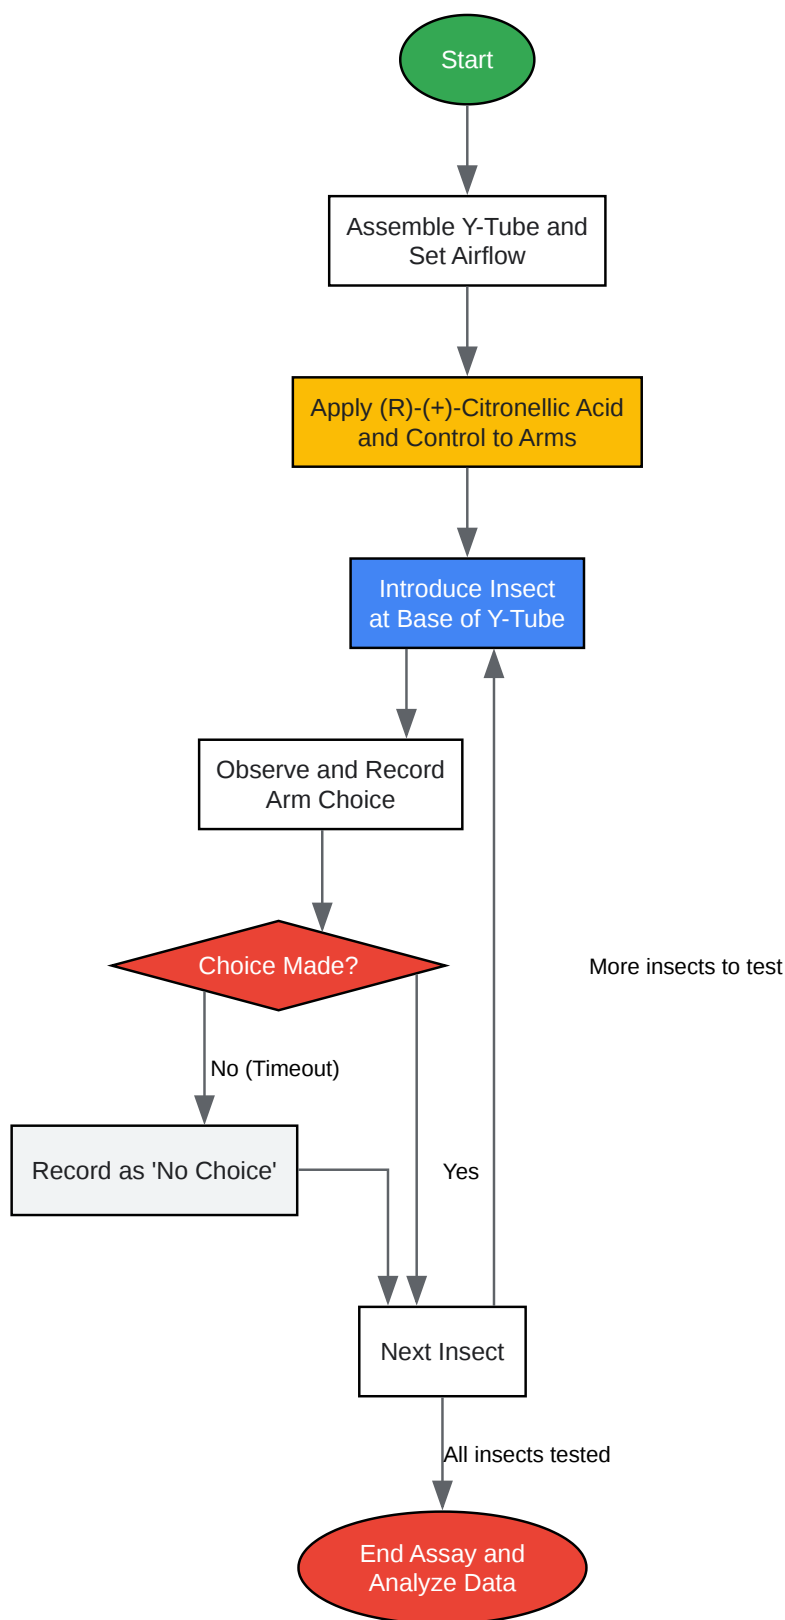 Start
Assemble Y-Tube and
Set Airflow
Apply (R)-(+)-Citronellic Acid
and Control to Arms
Introduce Insect
at Base of Y-Tube
Observe and Record
Arm Choice
Choice Made?
More insects to test
No (Timeout)
Record as 'No Choice'
Yes
Next Insect
All insects tested
End Assay and
Analyze Data